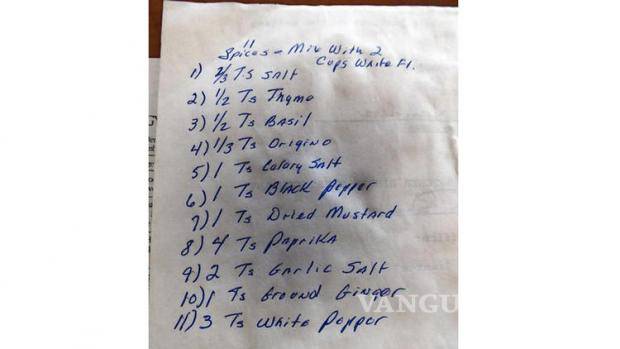 11
Spices - Mix With 2
Cups White Fl.
1) 2/3 Ts Salt
2) 1/2 Ts Thyme
3) 1/2 Ts Basil
4) 1/3 Ts Origino
5) 1 Ts Celory Salt
6) 1 Ts Black Pepper
7) 1 Ts Dried Mustard
8) 4 Ts Paprika
9) 2 Ts Garlic Salt
10) 1 Ts Ground Ginger
11) 3 Ts White Pepper
VANGU